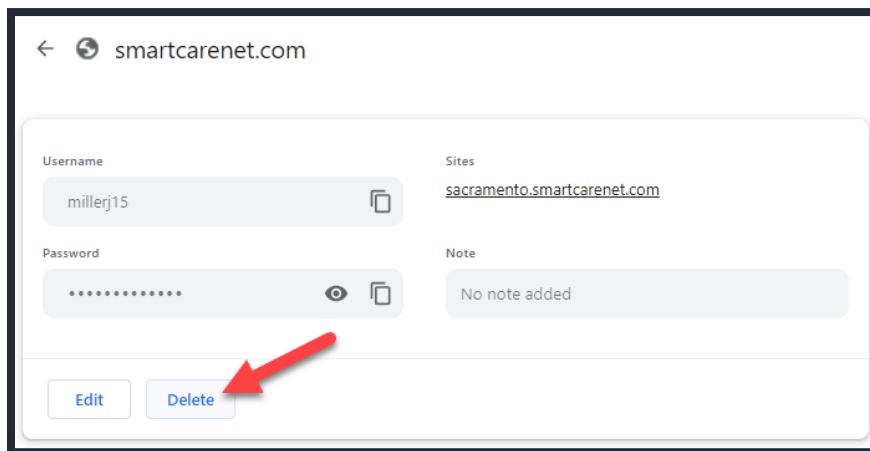 smartcarenet.com
Username
Sites
millerj15
sacramento.smartcarenet.com
Password
Note
•••••••••••••
No note added
Edit
Delete